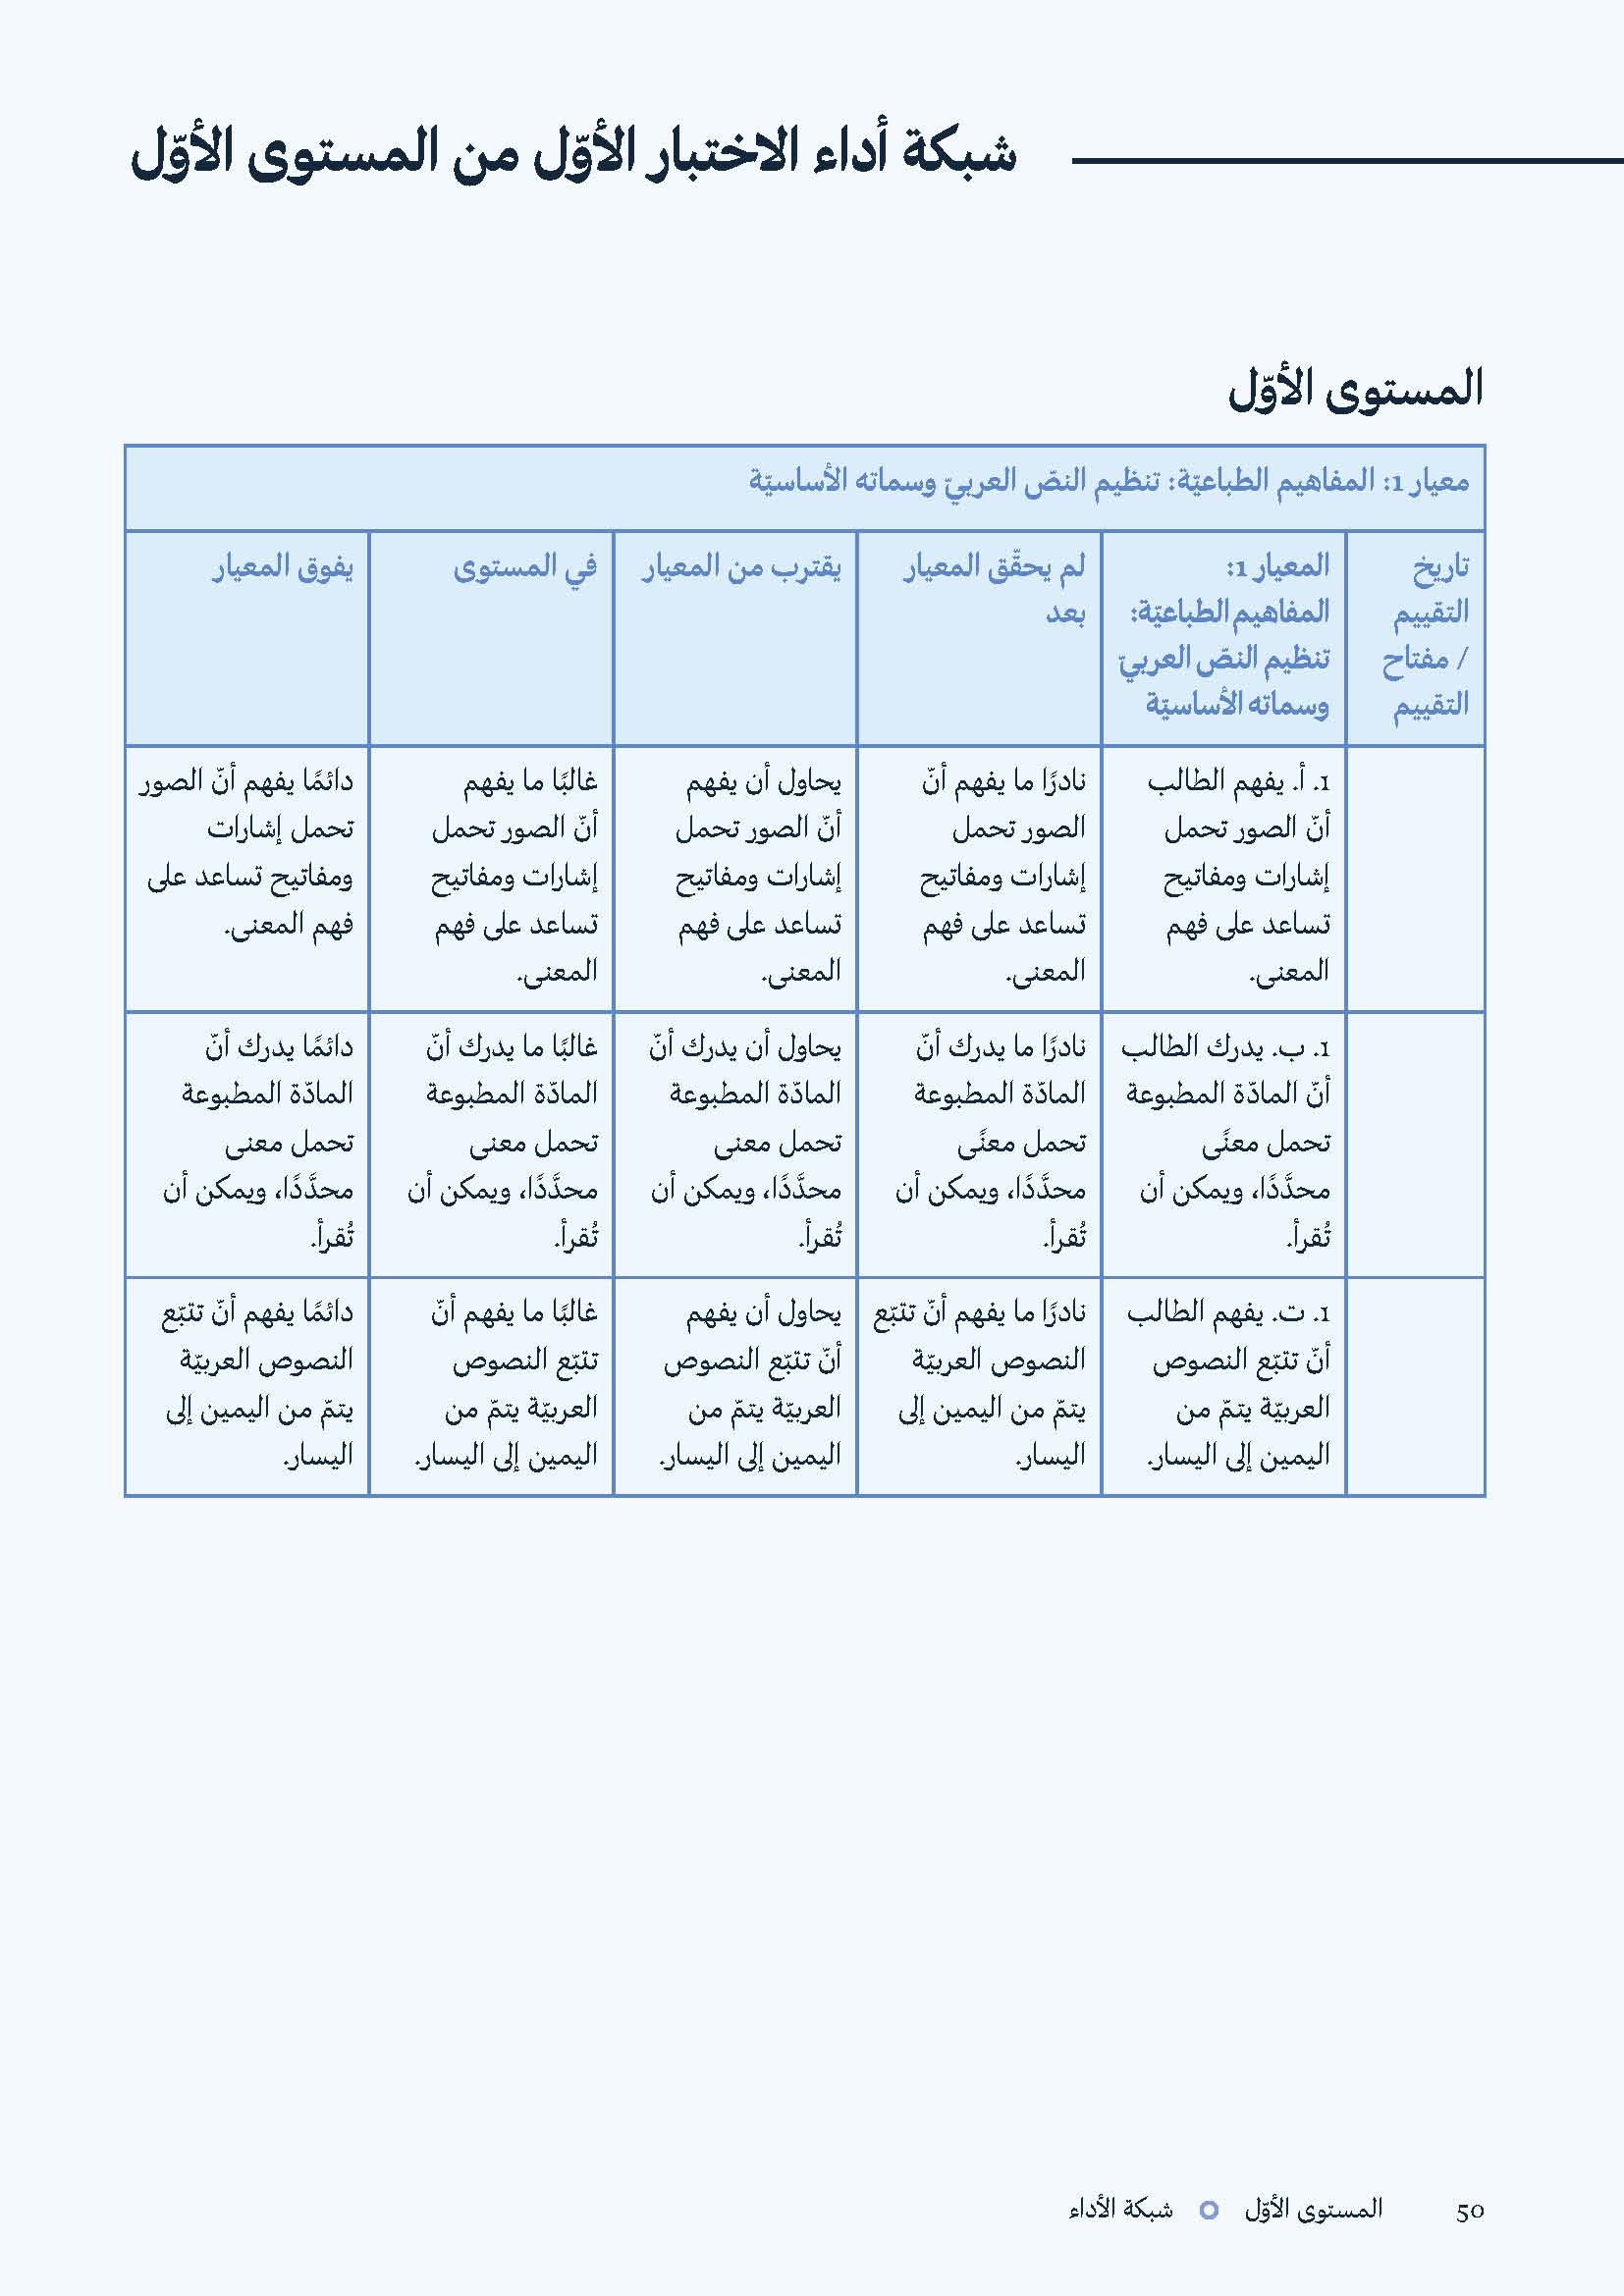 شبكة أداء الاختبار الأوّل من المستوى الأوّل
المستوى الأوّل
معيار 1: المفاهيم الطباعيّة: تنظيم النصّ العربيّ وسماته الأساسيّة
تاريخ
التقييم
/ مفتاح
التقييم
المعيار 1:
المفاهيم الطباعيّة:
تنظيم النصّ العربيّ
وسماته الأساسيّة
لم يحقّق المعيار
بعد
يقترب من المعيار
في المستوى
يفوق المعيار
1. أ. يفهم الطالب
أنّ الصور تحمل
إشارات ومفاتيح
تساعد على فهم
المعنى.
نادرًا ما يفهم أنّ
الصور تحمل
إشارات ومفاتيح
تساعد على فهم
المعنى.
يحاول أن يفهم
أنّ الصور تحمل
إشارات ومفاتيح
تساعد على فهم
المعنى.
غالبًا ما يفهم
أنّ الصور تحمل
إشارات ومفاتيح
تساعد على فهم
المعنى.
دائمًا يفهم أنّ الصور
تحمل إشارات
ومفاتيح تساعد على
فهم المعنى.
1. ب. يدرك الطالب
أنّ المادّة المطبوعة
تحمل معنًى
محدَّدًا، ويمكن أن
تُقرأ.
نادرًا ما يدرك أنّ
المادّة المطبوعة
تحمل معنًى
محدَّدًا، ويمكن أن
تُقرأ.
يحاول أن يدرك أنّ
المادّة المطبوعة
تحمل معنى
محدَّدًا، ويمكن أن
تُقرأ.
غالبًا ما يدرك أنّ
المادّة المطبوعة
تحمل معنى
محدَّدًا، ويمكن أن
تُقرأ.
دائمًا يدرك أنّ
المادّة المطبوعة
تحمل معنى
محدَّدًا، ويمكن أن
تُقرأ.
1. ت. يفهم الطالب
أنّ تتبّع النصوص
العربيّة يتمّ من
اليمين إلى اليسار.
نادرًا ما يفهم أنّ تتبّع
النصوص العربيّة
يتمّ من اليمين إلى
اليسار.
يحاول أن يفهم
أنّ تتبّع النصوص
العربيّة يتمّ من
اليمين إلى اليسار.
غالبًا ما يفهم أنّ
تتبّع النصوص
العربيّة يتمّ من
اليمين إلى اليسار.
دائمًا يفهم أنّ تتبّع
النصوص العربيّة
يتمّ من اليمين إلى
اليسار.
50 المستوى الأوّل شبكة الأداء